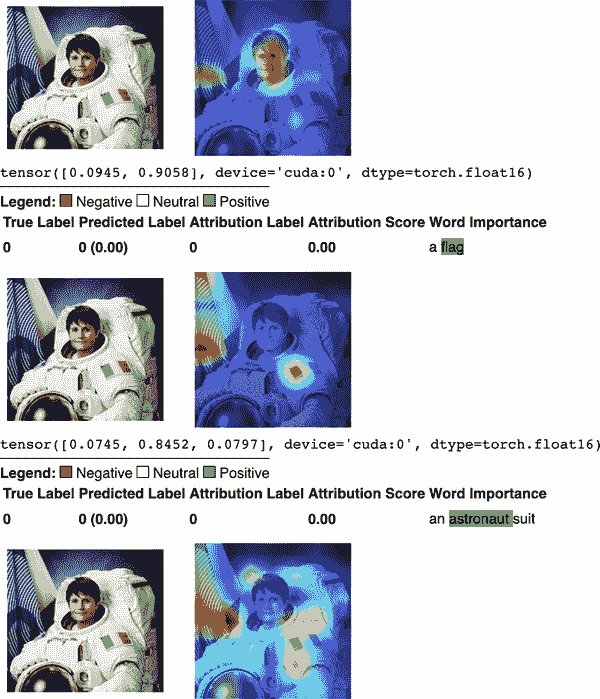 tensor([0.0945, 0.9058], device='cuda:0', dtype=torch.float16)
Legend: Negative Neutral Positive
True Label Predicted Label Attribution Label Attribution Score Word Importance
0 0 (0.00) 0 0.00 a flag
tensor([0.0745, 0.8452, 0.0797], device='cuda:0', dtype=torch.float16)
Legend: Negative Neutral Positive
True Label Predicted Label Attribution Label Attribution Score Word Importance
0 0 (0.00) 0 0.00 an astronaut suit